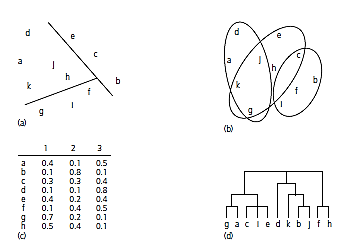 d e
a J c
h
k b
f
g i
(a)
d e
c
a J h
b
k f
g i
(b)
1 2 3
a 0.4 0.1 0.5
b 0.1 0.8 0.1
c 0.3 0.3 0.4
d 0.1 0.1 0.8
e 0.4 0.2 0.4
f 0.1 0.4 0.5
g 0.7 0.2 0.1
h 0.5 0.4 0.1
(c)
g a c i e d k b J f h
(d)